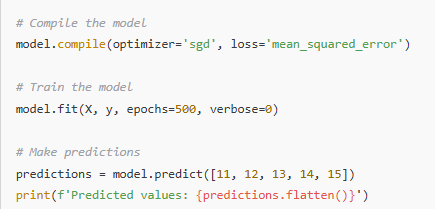 # Compile the model
model.compile(optimizer='sgd', loss='mean_squared_error')
# Train the model
model.fit(X, y, epochs=500, verbose=0)
# Make predictions
predictions = model.predict([11, 12, 13, 14, 15])
print(f'Predicted values: {predictions.flatten()}')